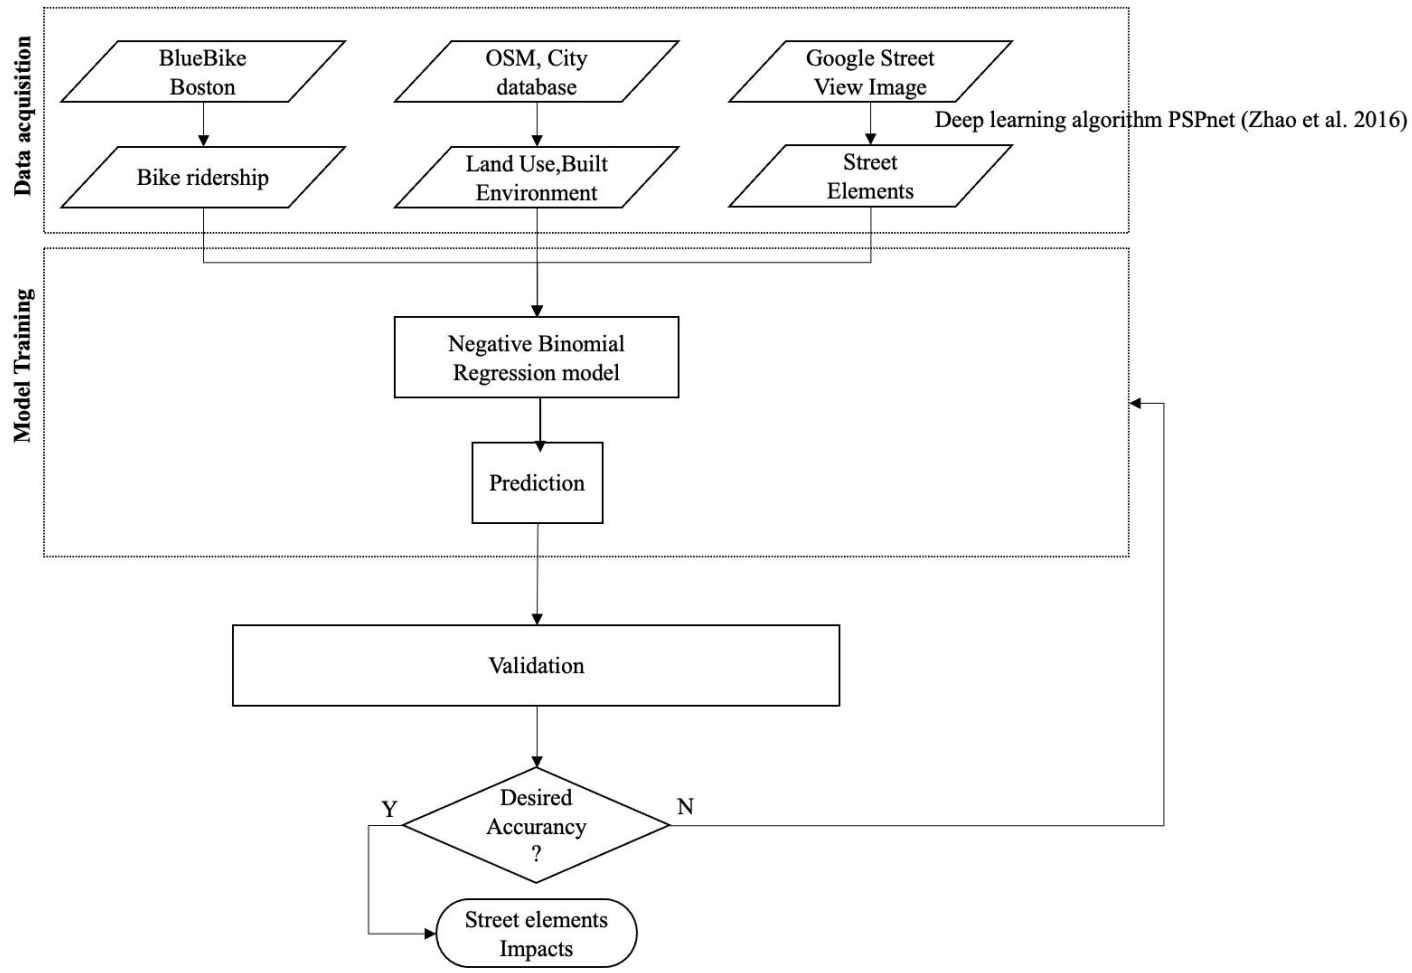 Data acquisition
BlueBike
Boston
OSM, City
database
Google Street
View Image
Deep learning algorithm PSPnet (Zhao et al. 2016)
Bike ridership
Land Use,Built
Environment
Street
Elements
Model Training
Negative Binomial
Regression model
Prediction
Validation
Desired
Accurancy
?
Y
N
Street elements
Impacts